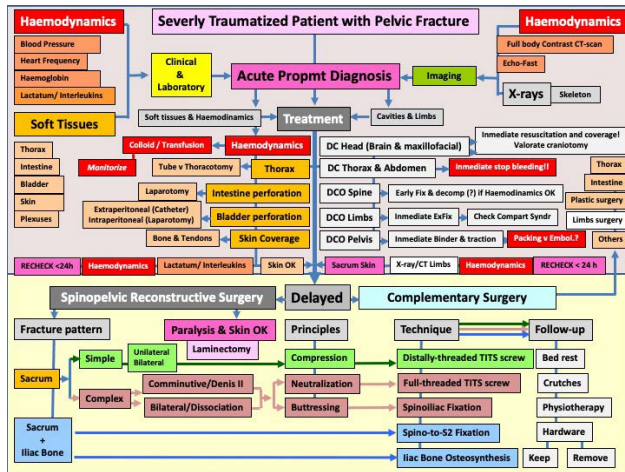 Haemodynamics
Severly Traumatized Patient with Pelvic Fracture
Haemodynamics
Blood Pressure
Heart Frequency
Haemoglobin
Lactatum/ Interleukins
Clinical
&
Laboratory
Acute Propmt Diagnosis
Imaging
Full body Contrast CT-scan
Echo-Fast
X-rays
Skeleton
Soft Tissues
Thorax
Intestine
Bladder
Skin
Plexuses
Soft tissues & Haemodinamics
Treatment
Cavities & Limbs
Colloid / Transfusion
Haemodynamics
Monitorize
Tube v Thoracotomy
Thorax
Laparotomy
Intestine perforation
Extraperitoneal (Catheter)
Intraperitoneal (Laparotomy)
Bladder perforation
Bone & Tendons
Skin Coverage
DC Head (Brain & maxillofacial)
Inmediate resuscitation and coverage!
Valorate craniotomy
DC Thorax & Abdomen
Inmediate stop bleeding!!
DCO Spine
Early Fix & decomp (?) if Haemodinamics OK
DCO Limbs
Inmediate ExFix
Check Compart Syndr
DCO Pelvis
Inmediate Binder & traction
Packing v Embol.?
Thorax
Intestine
Plastic surgery
Limbs surgery
Others
RECHECK <24h
Haemodynamics
Lactatum/ Interleukins
Skin OK
Sacrum Skin
X-ray/CT Limbs
Haemodynamics
RECHECK < 24 h
Spinopelvic Reconstructive Surgery
Delayed
Complementary Surgery
Fracture pattern
Paralysis & Skin OK
Laminectomy
Principles
Technique
Follow-up
Sacrum
Simple
Unilateral
Bilateral
Compression
Distally-threaded TITS screw
Bed rest
Complex
Comminutive/Denis II
Bilateral/Dissociation
Neutralization
Full-threaded TITS screw
Crutches
Buttressing
Spinoiliac Fixation
Physiotherapy
Sacrum
+
Iliac Bone
Spino-to-S2 Fixation
Hardware
Iliac Bone Osteosynthesis
Keep
Remove